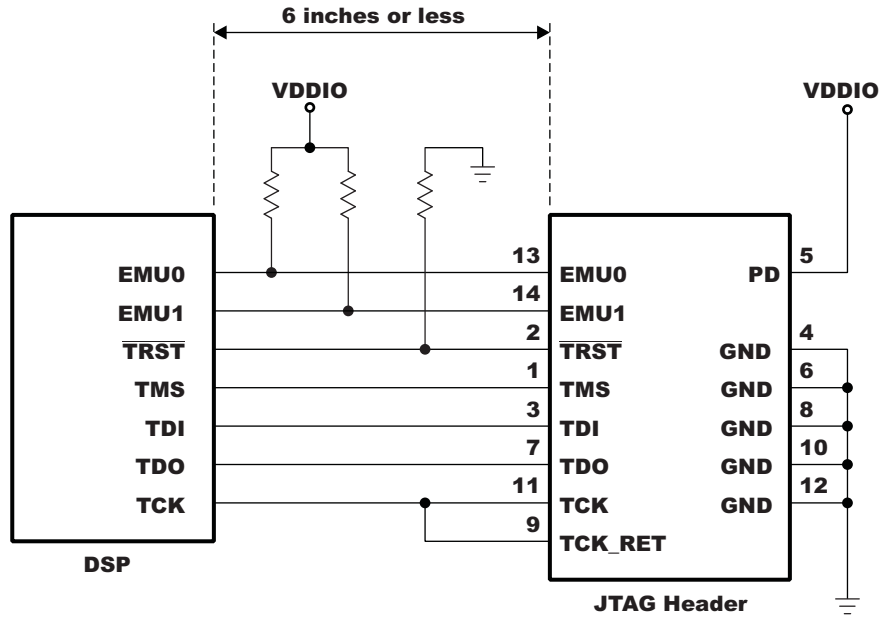 6 inches or less
VDDIO
VDDIO
EMU0
13
EMU0
PD
5
EMU1
14
EMU1
TRST
2
TRST
GND
4
TMS
1
TMS
GND
6
TDI
3
TDI
GND
8
TDO
7
TDO
GND
10
TCK
11
TCK
GND
12
9
TCK_RET
DSP
JTAG Header